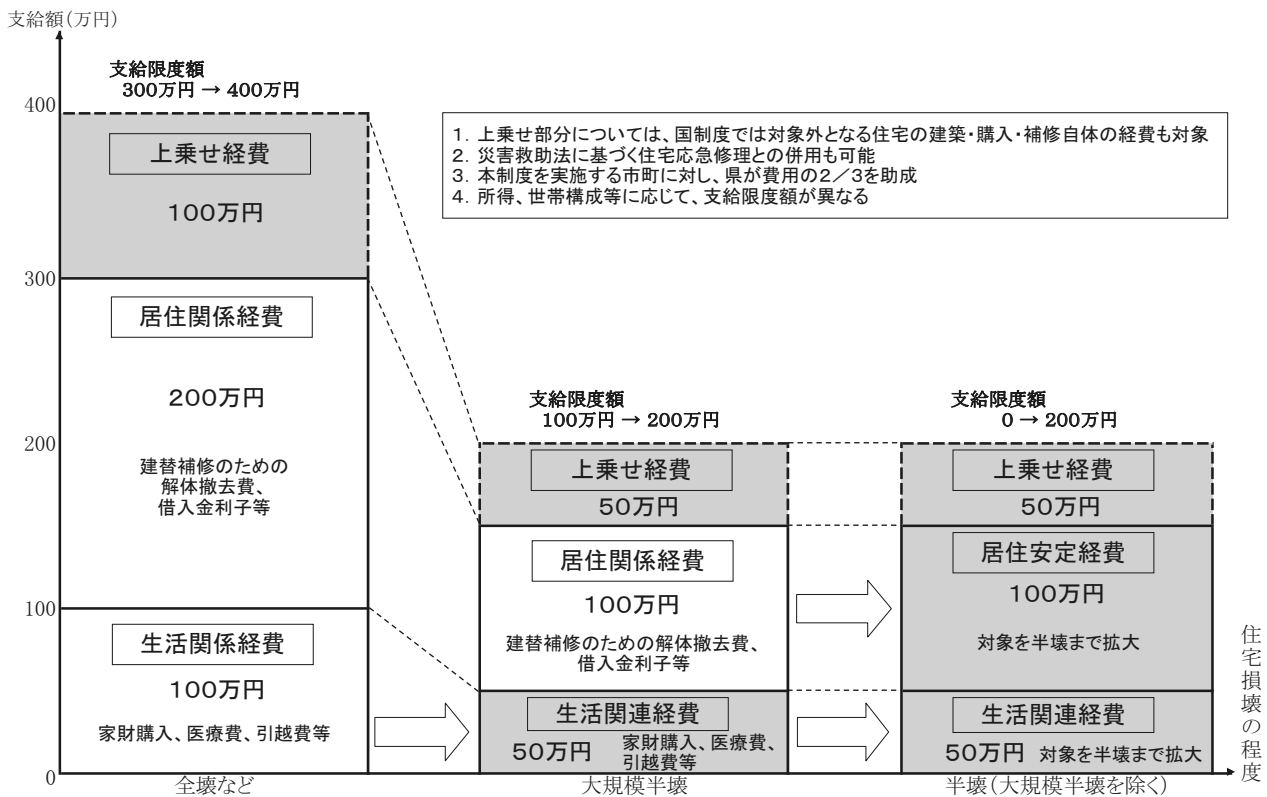 支給額(万円)
支給限度額
300万円 → 400万円
400
300
200
100
0
上乗せ経費
100万円
居住関係経費
200万円
建替補修のための
解体撤去費、
借入金利子等
生活関係経費
100万円
家財購入、医療費、引越費等
全壊など
1. 上乗せ部分については、国制度では対象外となる住宅の建築・購入・補修自体の経費も対象
2. 災害救助法に基づく住宅応急修理との併用も可能
3. 本制度を実施する市町に対し、県が費用の2／3を助成
4. 所得、世帯構成等に応じて、支給限度額が異なる
支給限度額
100万円 → 200万円
上乗せ経費
50万円
居住関係経費
100万円
建替補修のための解体撤去費、
借入金利子等
生活関連経費
50万円 家財購入、医療費、
引越費等
大規模半壊
支給限度額
0 → 200万円
上乗せ経費
50万円
居住安定経費
100万円
対象を半壊まで拡大
生活関連経費
50万円 対象を半壊まで拡大
半壊(大規模半壊を除く)
住宅損壊の程度